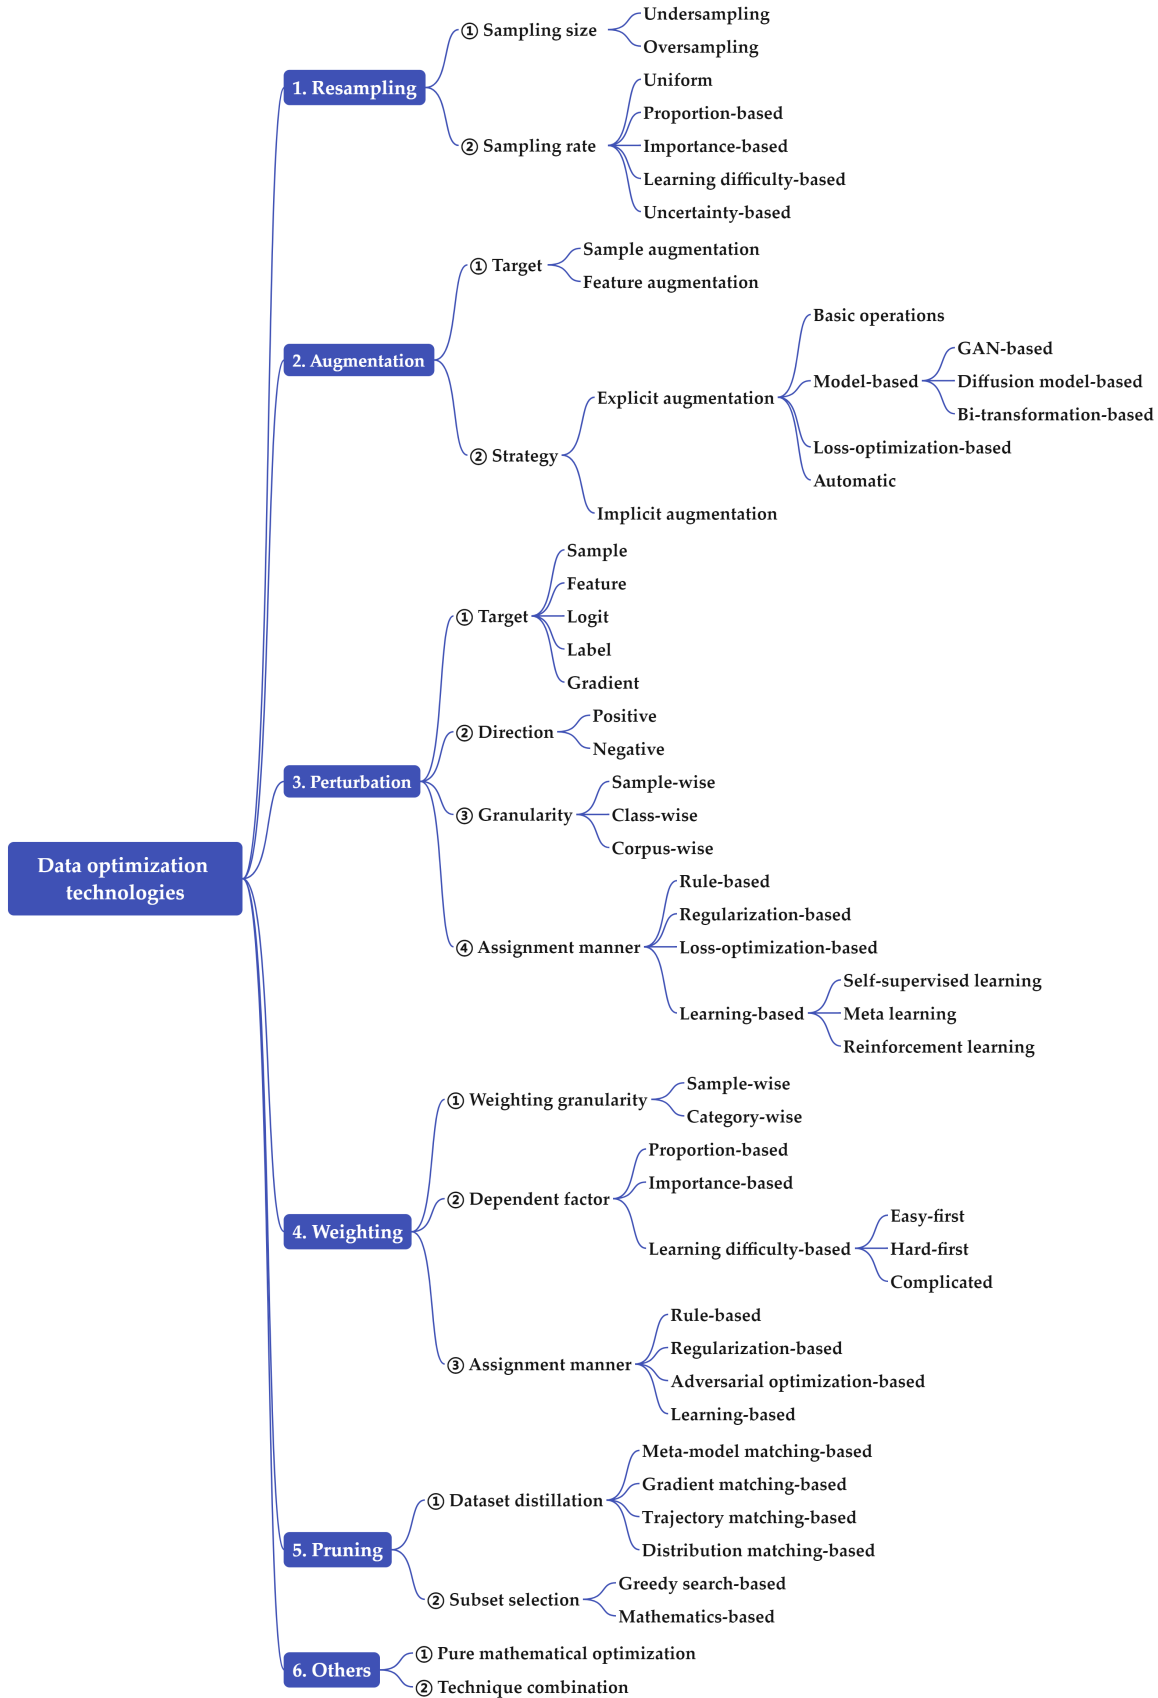 Data optimization
technologies
1. Resampling
① Sampling size
Undersampling
Oversampling
② Sampling rate
Uniform
Proportion-based
Importance-based
Learning difficulty-based
Uncertainty-based
2. Augmentation
① Target
Sample augmentation
Feature augmentation
② Strategy
Explicit augmentation
Basic operations
Model-based
GAN-based
Diffusion model-based
Bi-transformation-based
Loss-optimization-based
Automatic
Implicit augmentation
3. Perturbation
① Target
Sample
Feature
Logit
Label
Gradient
② Direction
Positive
Negative
③ Granularity
Sample-wise
Class-wise
Corpus-wise
④ Assignment manner
Rule-based
Regularization-based
Loss-optimization-based
Learning-based
Self-supervised learning
Meta learning
Reinforcement learning
4. Weighting
① Weighting granularity
Sample-wise
Category-wise
② Dependent factor
Proportion-based
Importance-based
Learning difficulty-based
Easy-first
Hard-first
Complicated
③ Assignment manner
Rule-based
Regularization-based
Adversarial optimization-based
Learning-based
5. Pruning
① Dataset distillation
Meta-model matching-based
Gradient matching-based
Trajectory matching-based
Distribution matching-based
② Subset selection
Greedy search-based
Mathematics-based
6. Others
① Pure mathematical optimization
② Technique combination